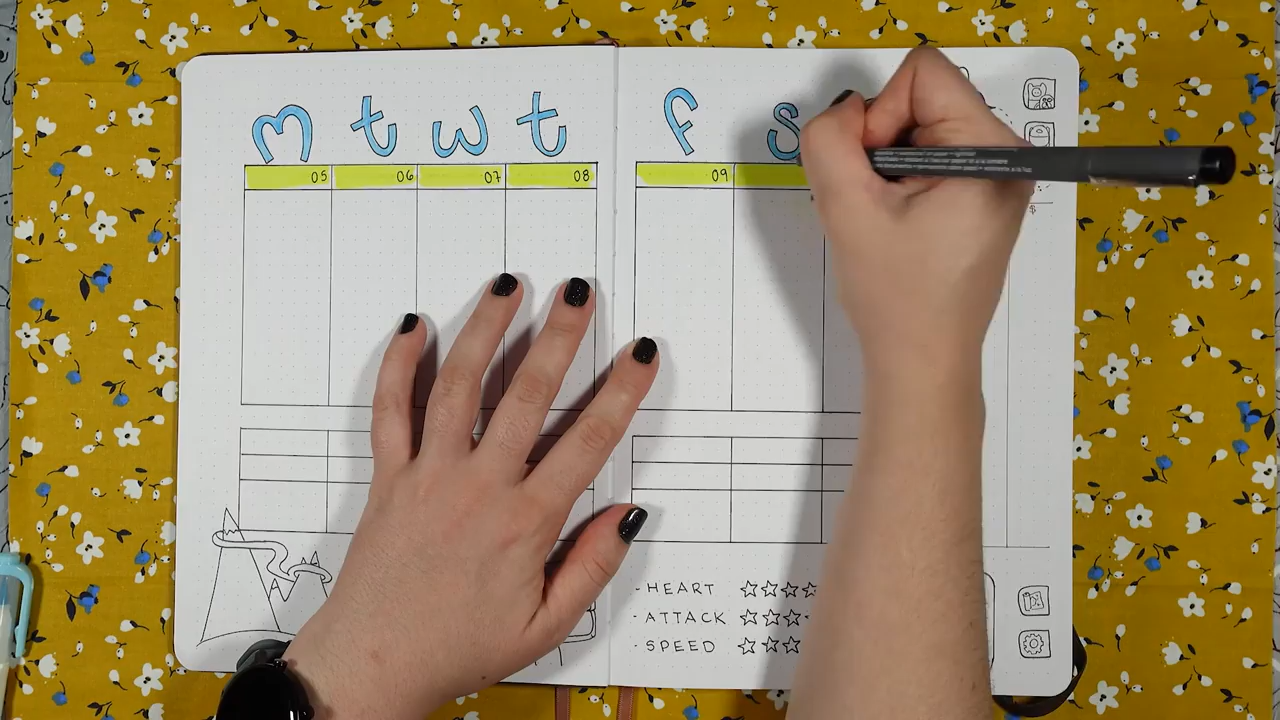 m t w t f s
05 06 07 08 09
- HEART
- ATTACK
- SPEED